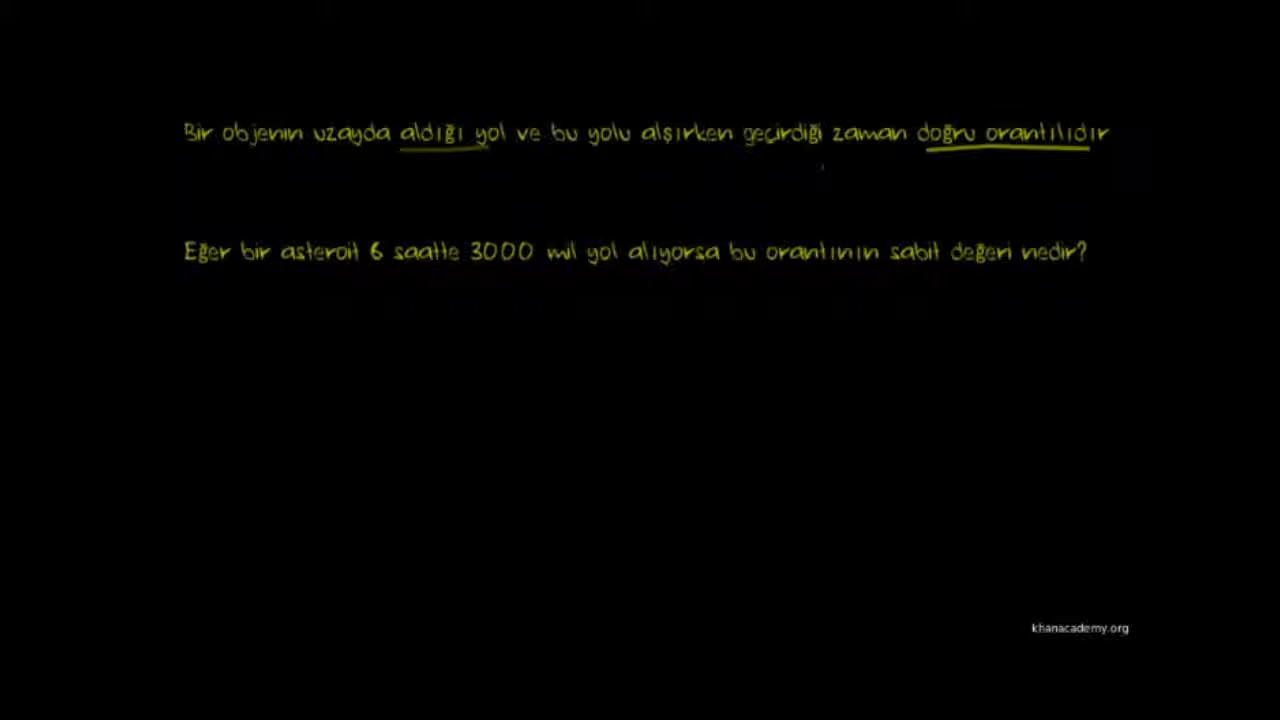 Bir objenin uzayda aldığı yol ve bu yolu alşırken geçirdiği zaman doğru orantılıdır
Eğer bir asteroit 6 saatte 3000 mil yol alıyorsa bu orantının sabit değeri nedir?
khanacademy.org